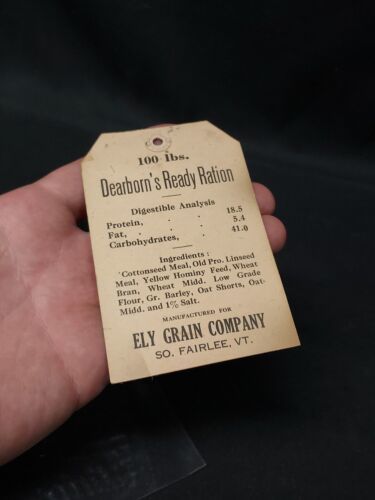 100 lbs.
Dearborn's Ready Ration
Digestible Analysis
Protein, . . 18.5
Fat, . . . 5.4
Carbohydrates, . 41.0
Ingredients :
Cottonseed Meal, Old Pro. Linseed
Meal, Yellow Hominy Feed, Wheat
Bran, Wheat Midd. Low Grade
Flour, Gr. Barley, Oat Shorts, Oat-
Midd. and 1% Salt.
MANUFACTURED FOR
ELY GRAIN COMPANY
SO. FAIRLEE, VT.